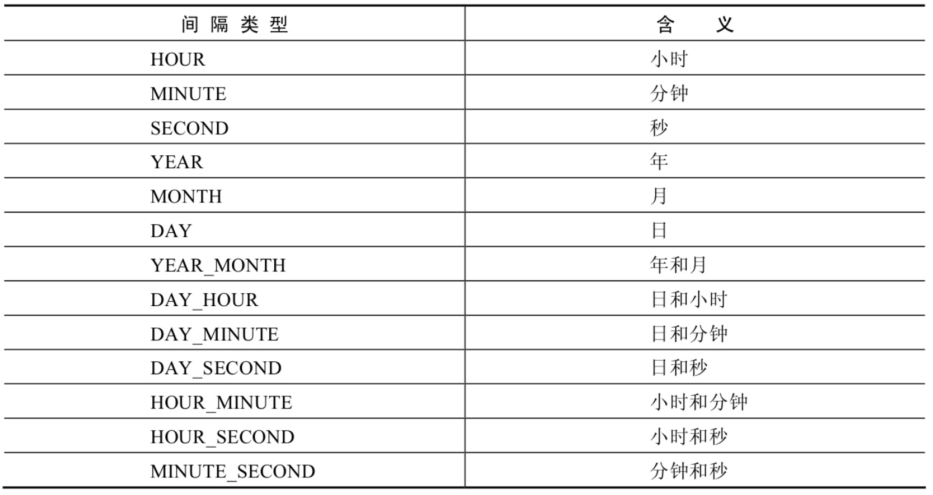 间隔类型 含义
HOUR 小时
MINUTE 分钟
SECOND 秒
YEAR 年
MONTH 月
DAY 日
YEAR_MONTH 年和月
DAY_HOUR 日和小时
DAY_MINUTE 日和分钟
DAY_SECOND 日和秒
HOUR_MINUTE 小时和分钟
HOUR_SECOND 小时和秒
MINUTE_SECOND 分钟和秒